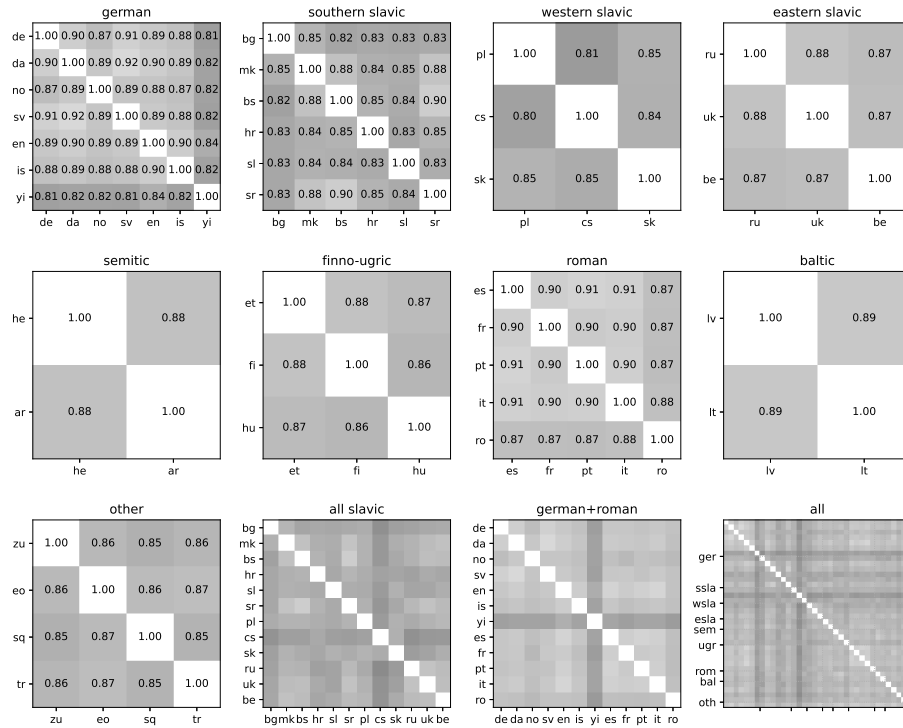 german
de 1.00 0.90 0.87 0.91 0.89 0.88 0.81
da 0.90 1.00 0.89 0.92 0.90 0.89 0.82
no 0.87 0.89 1.00 0.89 0.88 0.87 0.82
sv 0.91 0.92 0.89 1.00 0.89 0.88 0.82
en 0.89 0.90 0.89 0.89 1.00 0.90 0.84
is 0.88 0.89 0.88 0.88 0.90 1.00 0.82
yi 0.81 0.82 0.82 0.81 0.84 0.82 1.00
de da no sv en is yi
southern slavic
bg 1.00 0.85 0.82 0.83 0.83 0.83
mk 0.85 1.00 0.88 0.84 0.85 0.88
bs 0.82 0.88 1.00 0.85 0.84 0.90
hr 0.83 0.84 0.85 1.00 0.83 0.85
sl 0.83 0.84 0.84 0.83 1.00 0.83
sr 0.83 0.88 0.90 0.85 0.84 1.00
bg mk bs hr sl sr
western slavic
pl 1.00 0.81 0.85
cs 0.80 1.00 0.84
sk 0.85 0.85 1.00
pl cs sk
eastern slavic
ru 1.00 0.88 0.87
uk 0.88 1.00 0.87
be 0.87 0.87 1.00
ru uk be
semitic
he 1.00 0.88
ar 0.88 1.00
he ar
finno-ugric
et 1.00 0.88 0.87
fi 0.88 1.00 0.86
hu 0.87 0.86 1.00
et fi hu
roman
es 1.00 0.90 0.91 0.91 0.87
fr 0.90 1.00 0.90 0.90 0.87
pt 0.91 0.90 1.00 0.90 0.87
it 0.91 0.90 0.90 1.00 0.88
ro 0.87 0.87 0.87 0.88 1.00
es fr pt it ro
baltic
lv 1.00 0.89
lt 0.89 1.00
lv lt
other
zu 1.00 0.86 0.85 0.86
eo 0.86 1.00 0.86 0.87
sq 0.85 0.87 1.00 0.85
tr 0.86 0.87 0.85 1.00
zu eo sq tr
all slavic
bg
mk
bs
hr
sl
sr
pl
cs
sk
ru
uk
be
bg mk bs hr sl sr pl cs sk ru uk be
german+roman
de
da
no
sv
en
is
yi
es
fr
pt
it
ro
de da no sv en is yi es fr pt it ro
all
ger
ssla
wsla
esla
sem
ugr
rom
bal
oth